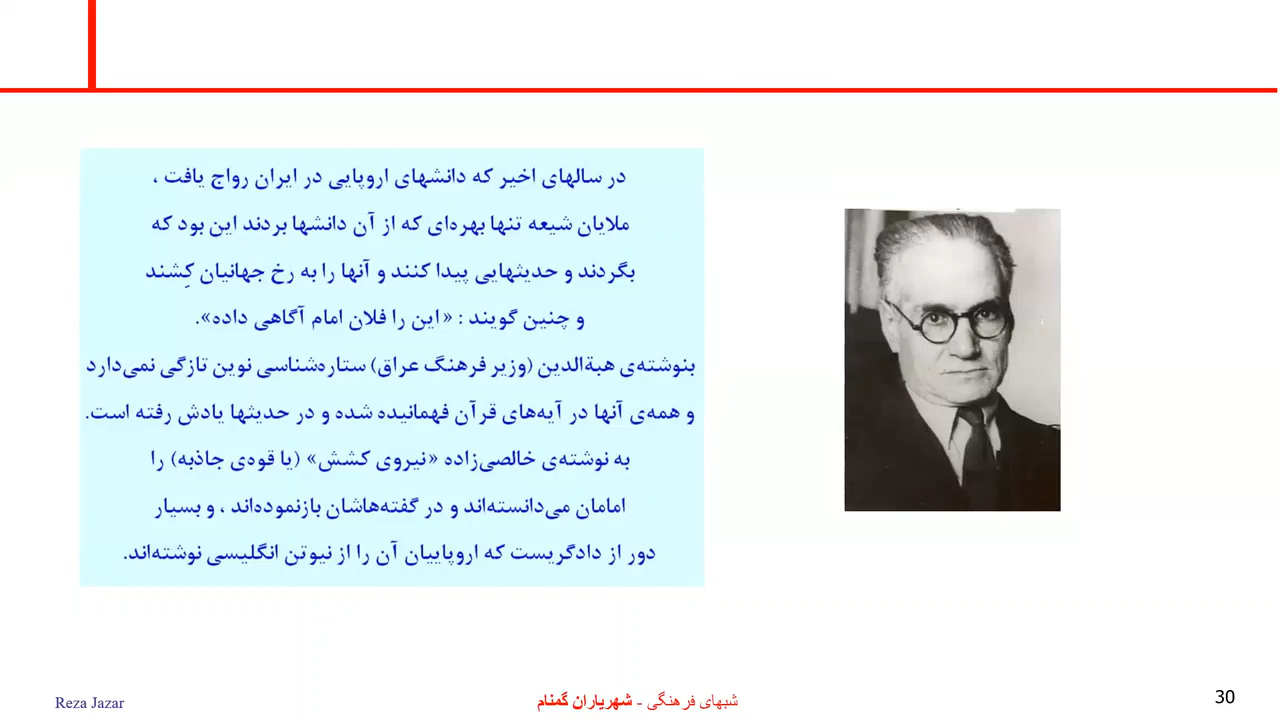 در سالهای اخیر که دانشهای اروپایی در ایران رواج یافت ،
ملایان شیعه تنها بهره‌ای که از آن دانشها بردند این بود که
بگردند و حدیثهایی پیدا کنند و آنها را به رخ جهانیان کِشند
و چنین گویند : «این را فلان امام آگاهی داده».
بنوشته‌ی هبةالدین (وزیر فرهنگ عراق) ستاره‌شناسی نوین تازگی نمی‌دارد
و همه‌ی آنها در آیه‌های قرآن فهمانیده شده و در حدیثها یادش رفته است.
به نوشته‌ی خالصی‌زاده «نیروی کشش» (یا قوه‌ی جاذبه) را
امامان می‌دانسته‌اند و در گفته‌هاشان بازنموده‌اند ، و بسیار
دور از دادگریست که اروپاییان آن را از نیوتن انگلیسی نوشته‌اند.
Reza Jazar
شبهای فرهنگی - شهریاران گمنام
30